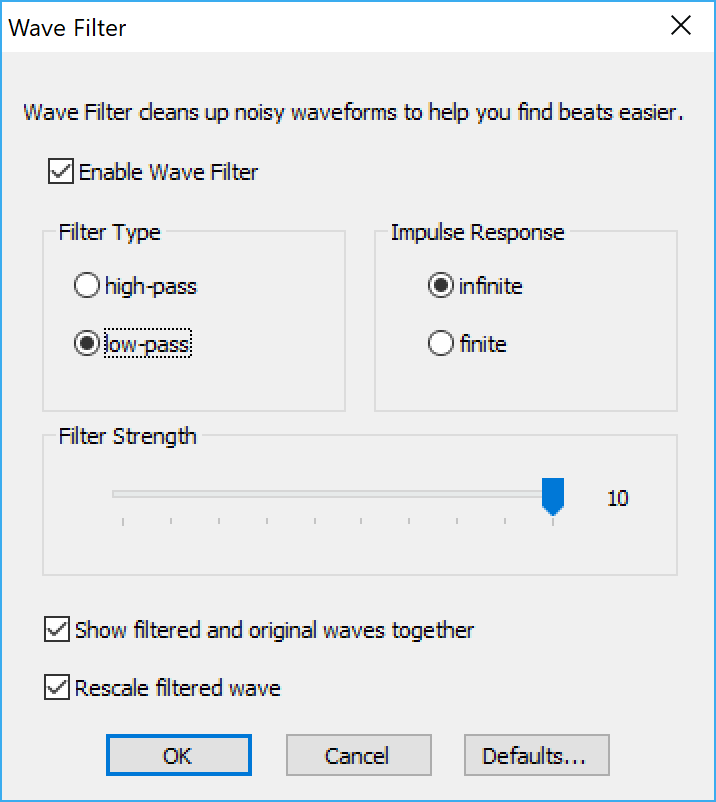 Wave Filter
Wave Filter cleans up noisy waveforms to help you find beats easier.
Enable Wave Filter
Filter Type
high-pass
low-pass
Impulse Response
infinite
finite
Filter Strength
10
Show filtered and original waves together
Rescale filtered wave
OK
Cancel
Defaults...